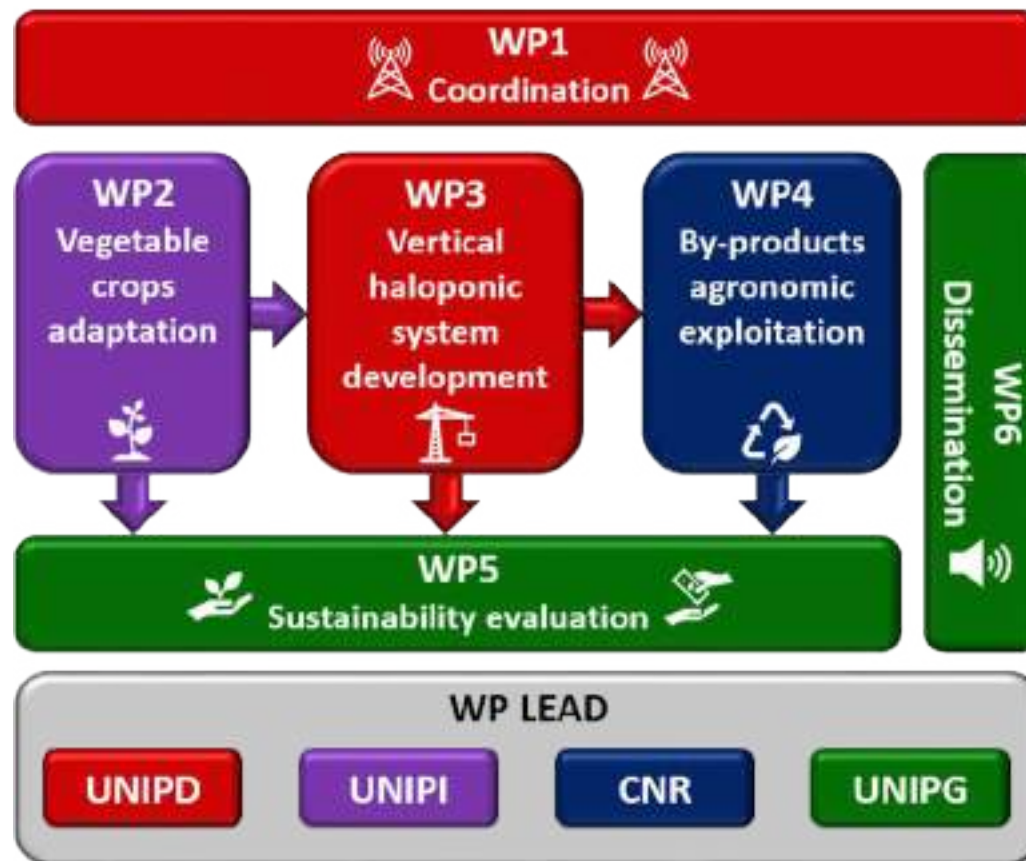 WP1
Coordination
WP2
Vegetable
crops
adaptation
WP3
Vertical
haloponic
system
development
WP4
By-products
agronomic
exploitation
WP6
Dissemination
WP5
Sustainability evaluation
WP LEAD
UNIPD
UNIPI
CNR
UNIPG